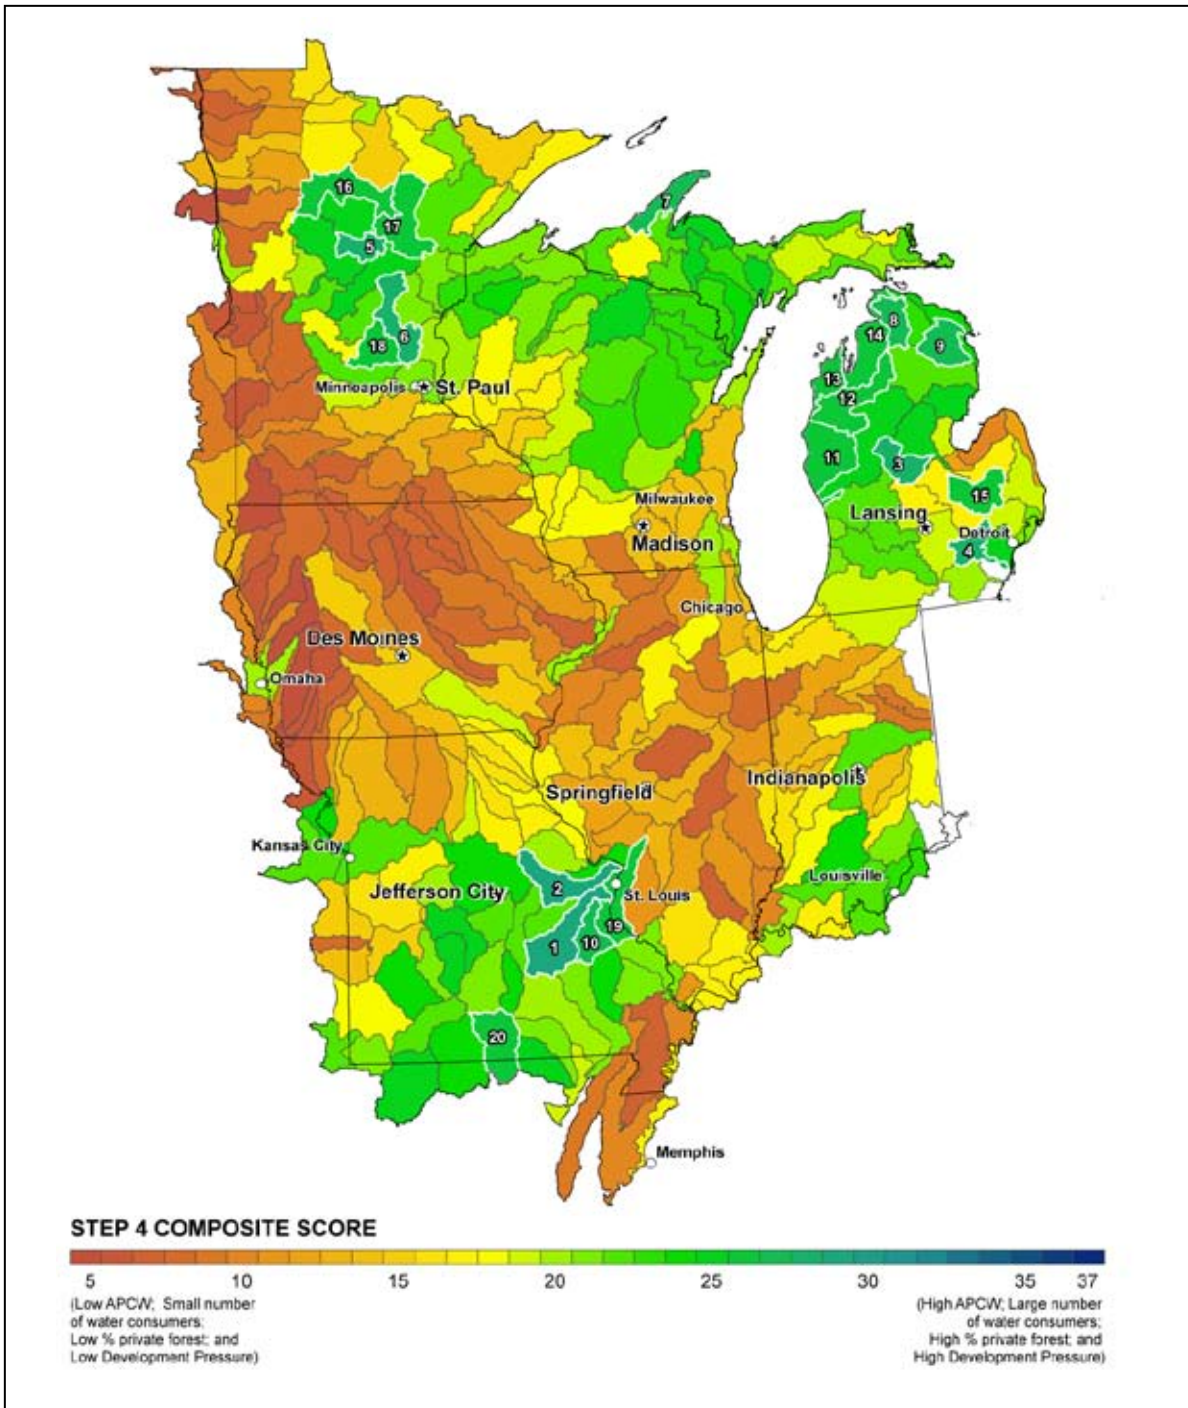 7
16
17
5
8
14
9
6
18
13
Minneapolis
St. Paul
12
11
3
15
Milwaukee
Lansing
Madison
Detroit
4
Chicago
Des Moines
Omaha
Indianapolis
Springfield
Kansas City
Louisville
Jefferson City
2
St. Louis
19
1
10
20
Memphis
STEP 4 COMPOSITE SCORE
5 10 15 20 25 30 35 37
(Low APCW; Small number
of water consumers;
Low % private forest; and
Low Development Pressure)
(High APCW; Large number
of water consumers;
High % private forest; and
High Development Pressure)